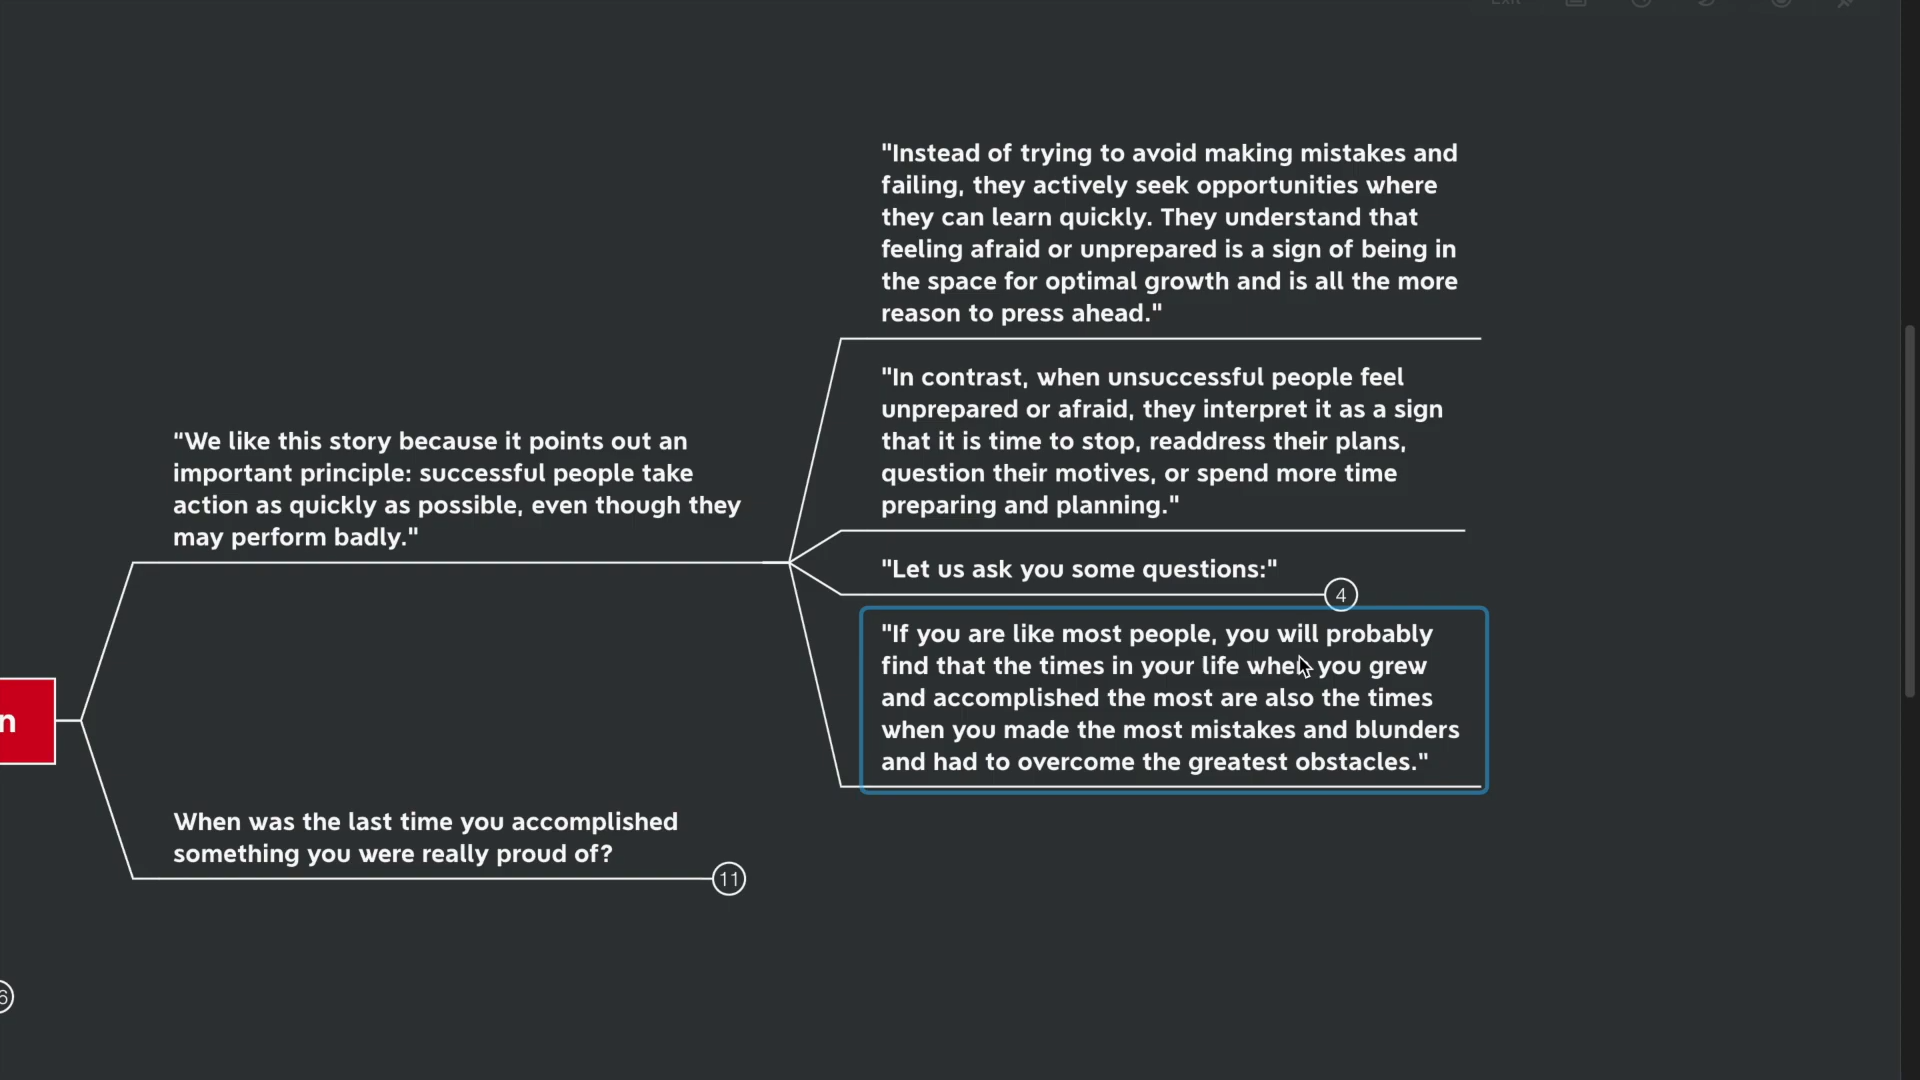 "Instead of trying to avoid making mistakes and
failing, they actively seek opportunities where
they can learn quickly. They understand that
feeling afraid or unprepared is a sign of being in
the space for optimal growth and is all the more
reason to press ahead."
"In contrast, when unsuccessful people feel
unprepared or afraid, they interpret it as a sign
that it is time to stop, readdress their plans,
question their motives, or spend more time
preparing and planning."
“We like this story because it points out an
important principle: successful people take
action as quickly as possible, even though they
may perform badly."
"Let us ask you some questions:"
4
"If you are like most people, you will probably
find that the times in your life when you grew
and accomplished the most are also the times
when you made the most mistakes and blunders
and had to overcome the greatest obstacles."
n
When was the last time you accomplished
something you were really proud of?
11
6